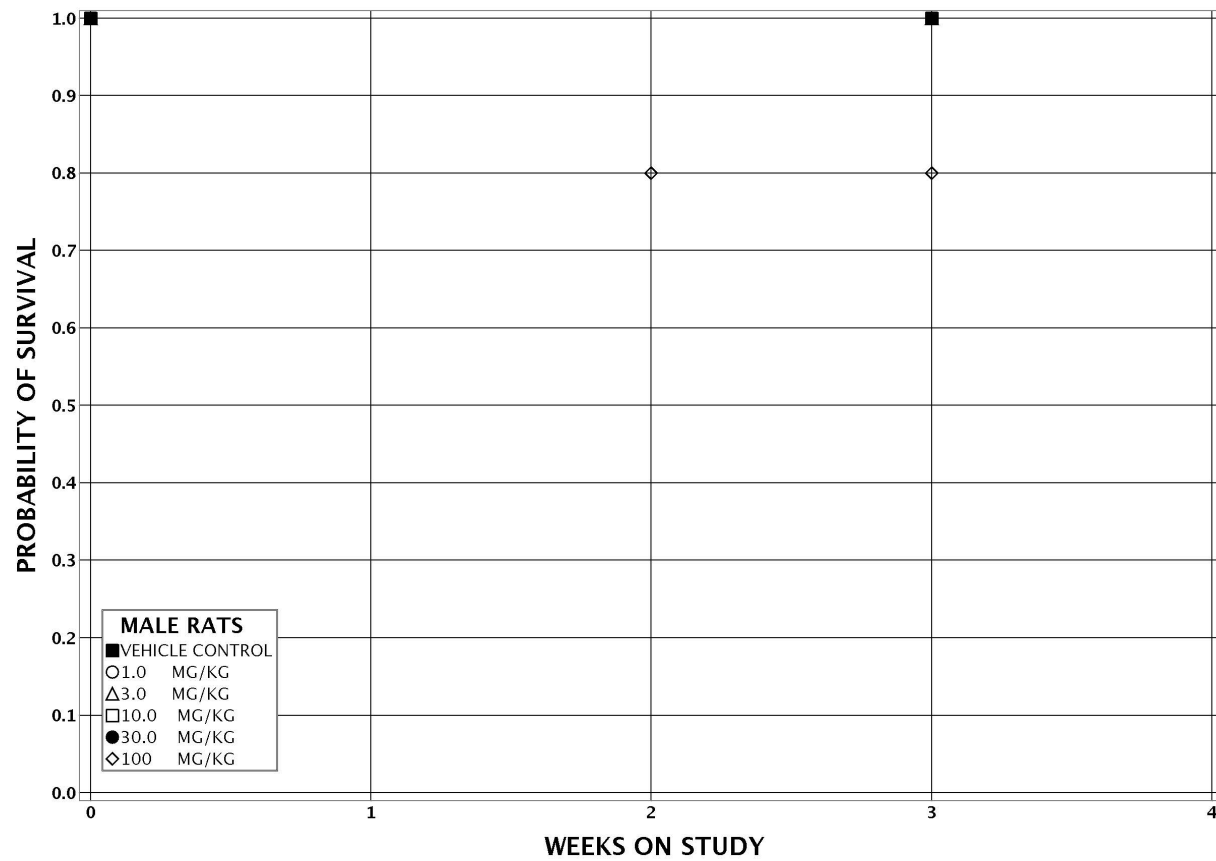 1.0
0.9
0.8
0.7
0.6
0.5
0.4
0.3
0.2
0.1
0.0
PROBABILITY OF SURVIVAL
MALE RATS
VEHICLE CONTROL
1.0 MG/KG
3.0 MG/KG
10.0 MG/KG
30.0 MG/KG
100 MG/KG
0 1 2 3 4
WEEKS ON STUDY